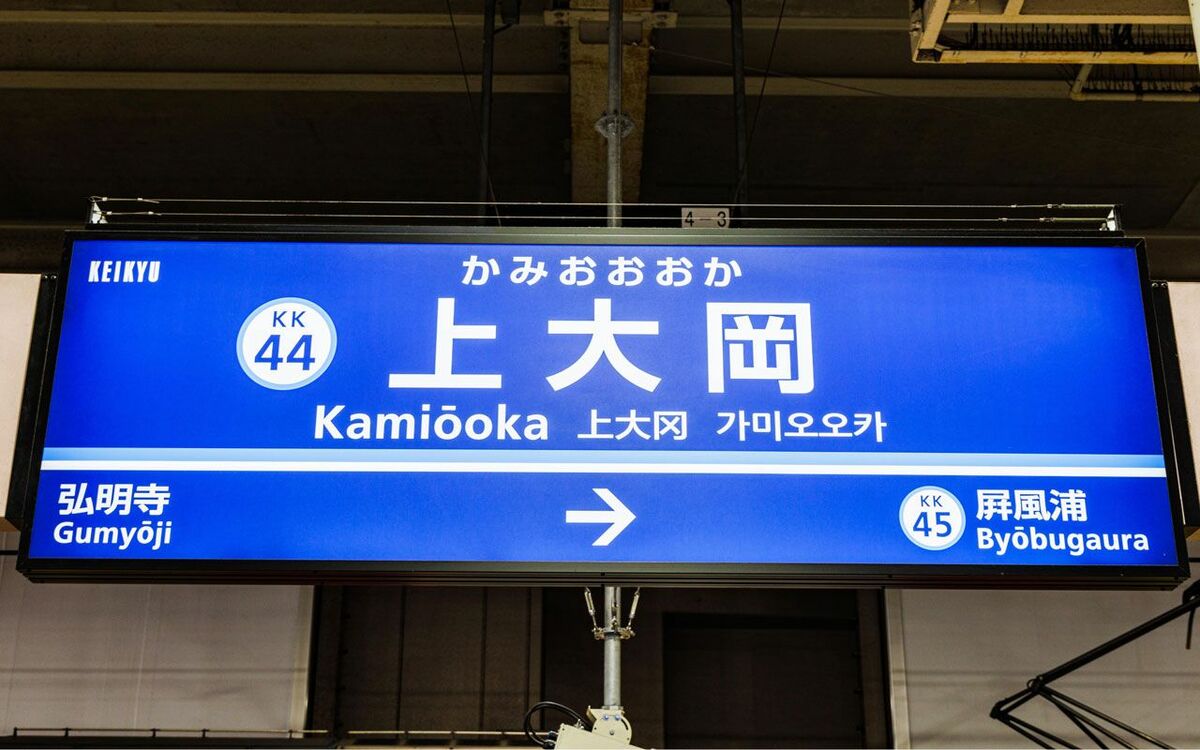 4-3
KEIKYU
かみおおおか
KK
44
上大岡
Kamiōoka 上大冈 가미오오카
弘明寺
Gumyōji
→
KK
45
屛風浦
Byōbugaura